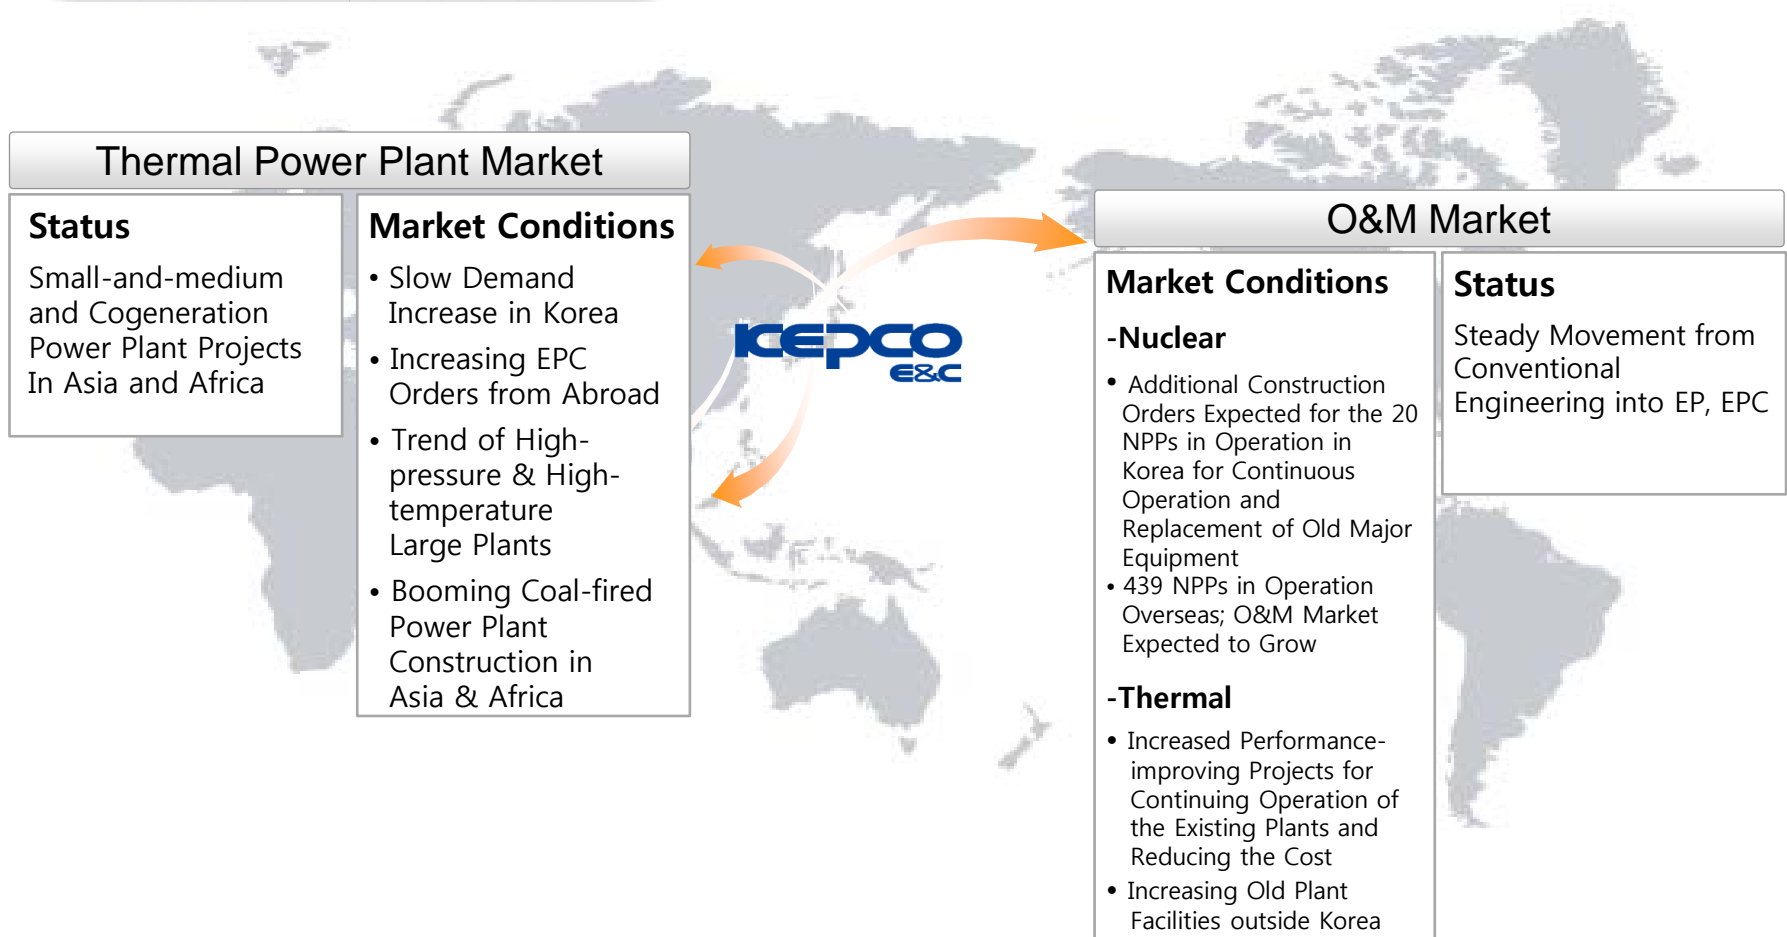 Thermal Power Plant Market
Status
Small-and-medium
and Cogeneration
Power Plant Projects
In Asia and Africa
Market Conditions
• Slow Demand
Increase in Korea
• Increasing EPC
Orders from Abroad
• Trend of High-
pressure & High-
temperature
Large Plants
• Booming Coal-fired
Power Plant
Construction in
Asia & Africa
KEPCO
E&C
O&M Market
Market Conditions
-Nuclear
• Additional Construction
Orders Expected for the 20
NPPs in Operation in
Korea for Continuous
Operation and
Replacement of Old Major
Equipment
• 439 NPPs in Operation
Overseas; O&M Market
Expected to Grow
-Thermal
• Increased Performance-
improving Projects for
Continuing Operation of
the Existing Plants and
Reducing the Cost
• Increasing Old Plant
Facilities outside Korea
Status
Steady Movement from
Conventional
Engineering into EP, EPC